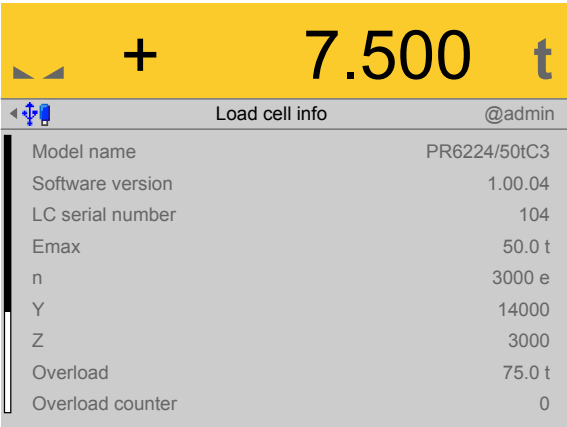 + 7.500 t
Load cell info @admin
Model name PR6224/50tC3
Software version 1.00.04
LC serial number 104
Emax 50.0 t
n 3000 e
Y 14000
Z 3000
Overload 75.0 t
Overload counter 0